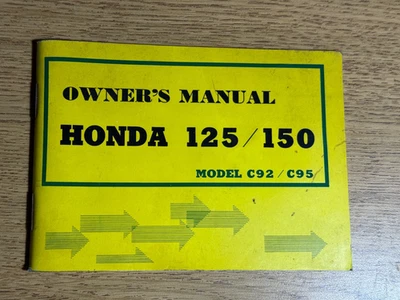 OWNER'S MANUAL
HONDA 125/150
MODEL C92/C95